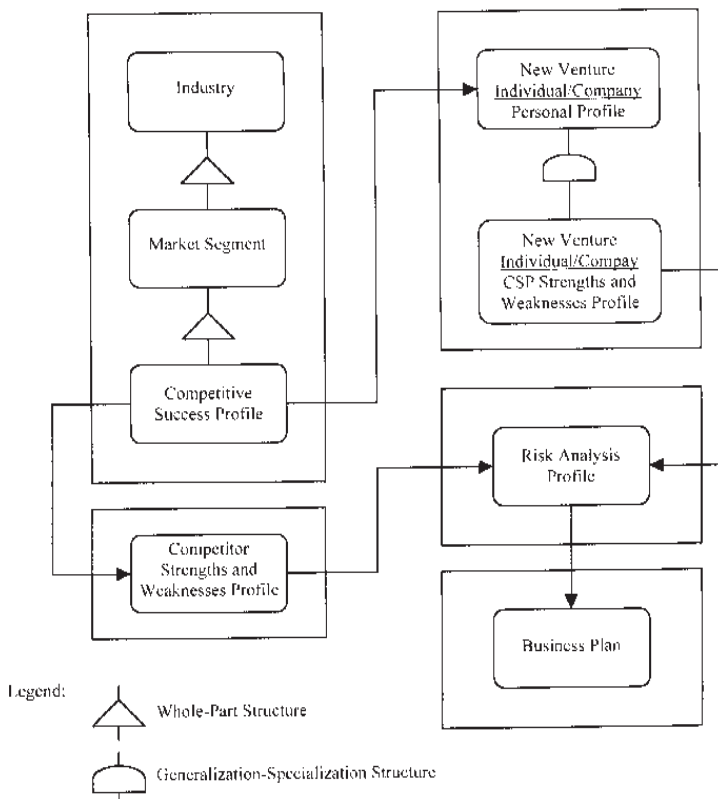 Industry
Market Segment
Competitive
Success Profile
Competitor
Strengths and
Weaknesses Profile
New Venture
Individual/Company
Personal Profile
New Venture
Individual/Compay
CSP Strengths and
Weaknesses Profile
Risk Analysis
Profile
Business Plan
Legend:
Whole-Part Structure
Generalization-Specialization Structure